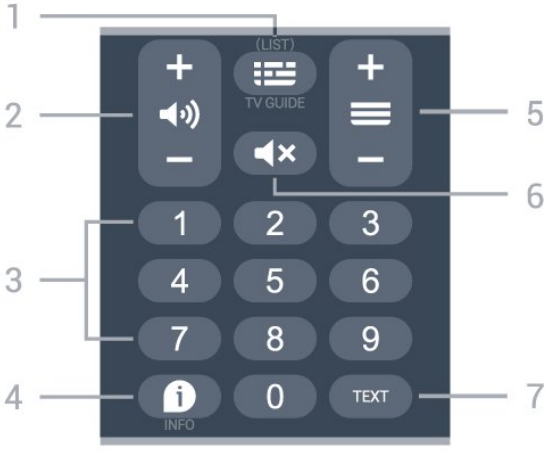 1
(LIST)
+ +
TV GUIDE
2 5
- -
6
1 2 3
3
4 5 6
7 8 9
4 i 0 TEXT 7
INFO